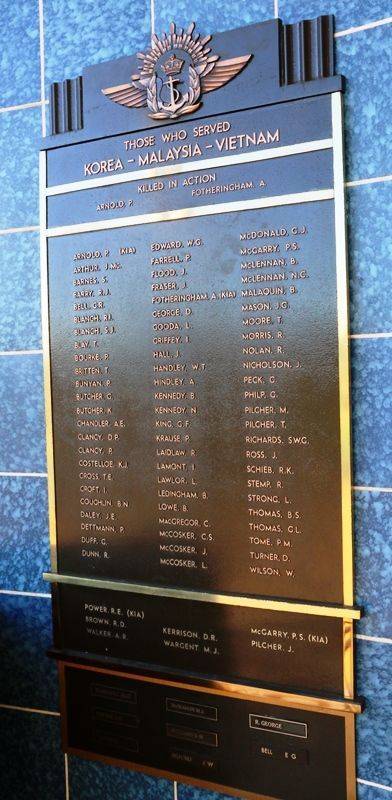 THOSE WHO SERVED
KOREA - MALAYSIA - VIETNAM
KILLED IN ACTION
ARNOLD. P.
FOTHERINGHAM. A.
ARNOLD. P. (KIA)
ARTHUR. J.Mc.
BARNES. S.
BARRY. R.J.
BELL. G.R.
BLANCH. R.I.
BLANCH. S.J.
BLAY. T.
BOURKE. P.
BRITTEN. T.
BUNYAN. P.
BUTCHER. G.
BUTCHER. K.
CHANDLER. A.E.
CLANCY. D.P.
CLANCY. P.
COSTELLOE. K.J.
CROSS. T.E.
CROFT. I.
COUGHLIN. B.N.
DALEY. J.E.
DETTMANN. P.
DUFF. G.
DUNN. R.
EDWARD. W.G.
FARRELL. P.
FLOOD. J.
FRASER. J.
FOTHERINGHAM. A. (KIA)
GEORGE. D.
GOODA. L.
GRIFFEY. I.
HALL. J.
HANDLEY. W.T.
HINDLEY. A.
KENNEDY. B.
KENNEDY. N.
KING. G.F.
KRAUSE. P.
LAIDLAW. R.
LAMONT. I.
LAWLOR. L.
LEDINGHAM. B.
LOWE. B.
MACGREGOR. C.
McCOSKER. C.S.
McCOSKER. J.
McCOSKER. L.
McDONALD. G.J.
McGARRY. P.S.
McLENNAN. B.
McLENNAN. N.C.
MALAQUIN. B.
MASON. J.G.
MOORE. T.
MORRIS. R.
NOLAN. R.
NICHOLSON. J.
PECK. G.
PHILP. G.
PILCHER. M.
PILCHER. T.
RICHARDS. S.W.G.
ROSS. J.
SCHIEB. R.K.
STEMP. R.
STRONG. L.
THOMAS. B.S.
THOMAS. G.L.
TOME. P.M.
TURNER. D.
WILSON. W.
POWER. R.E. (KIA)
BROWN. R.D.
WALKER. A.R.
KERRISON. D.R.
WARGENT. M.J.
McGARRY. P.S. (KIA)
PILCHER. J.
R. GEORGE
BELL E G